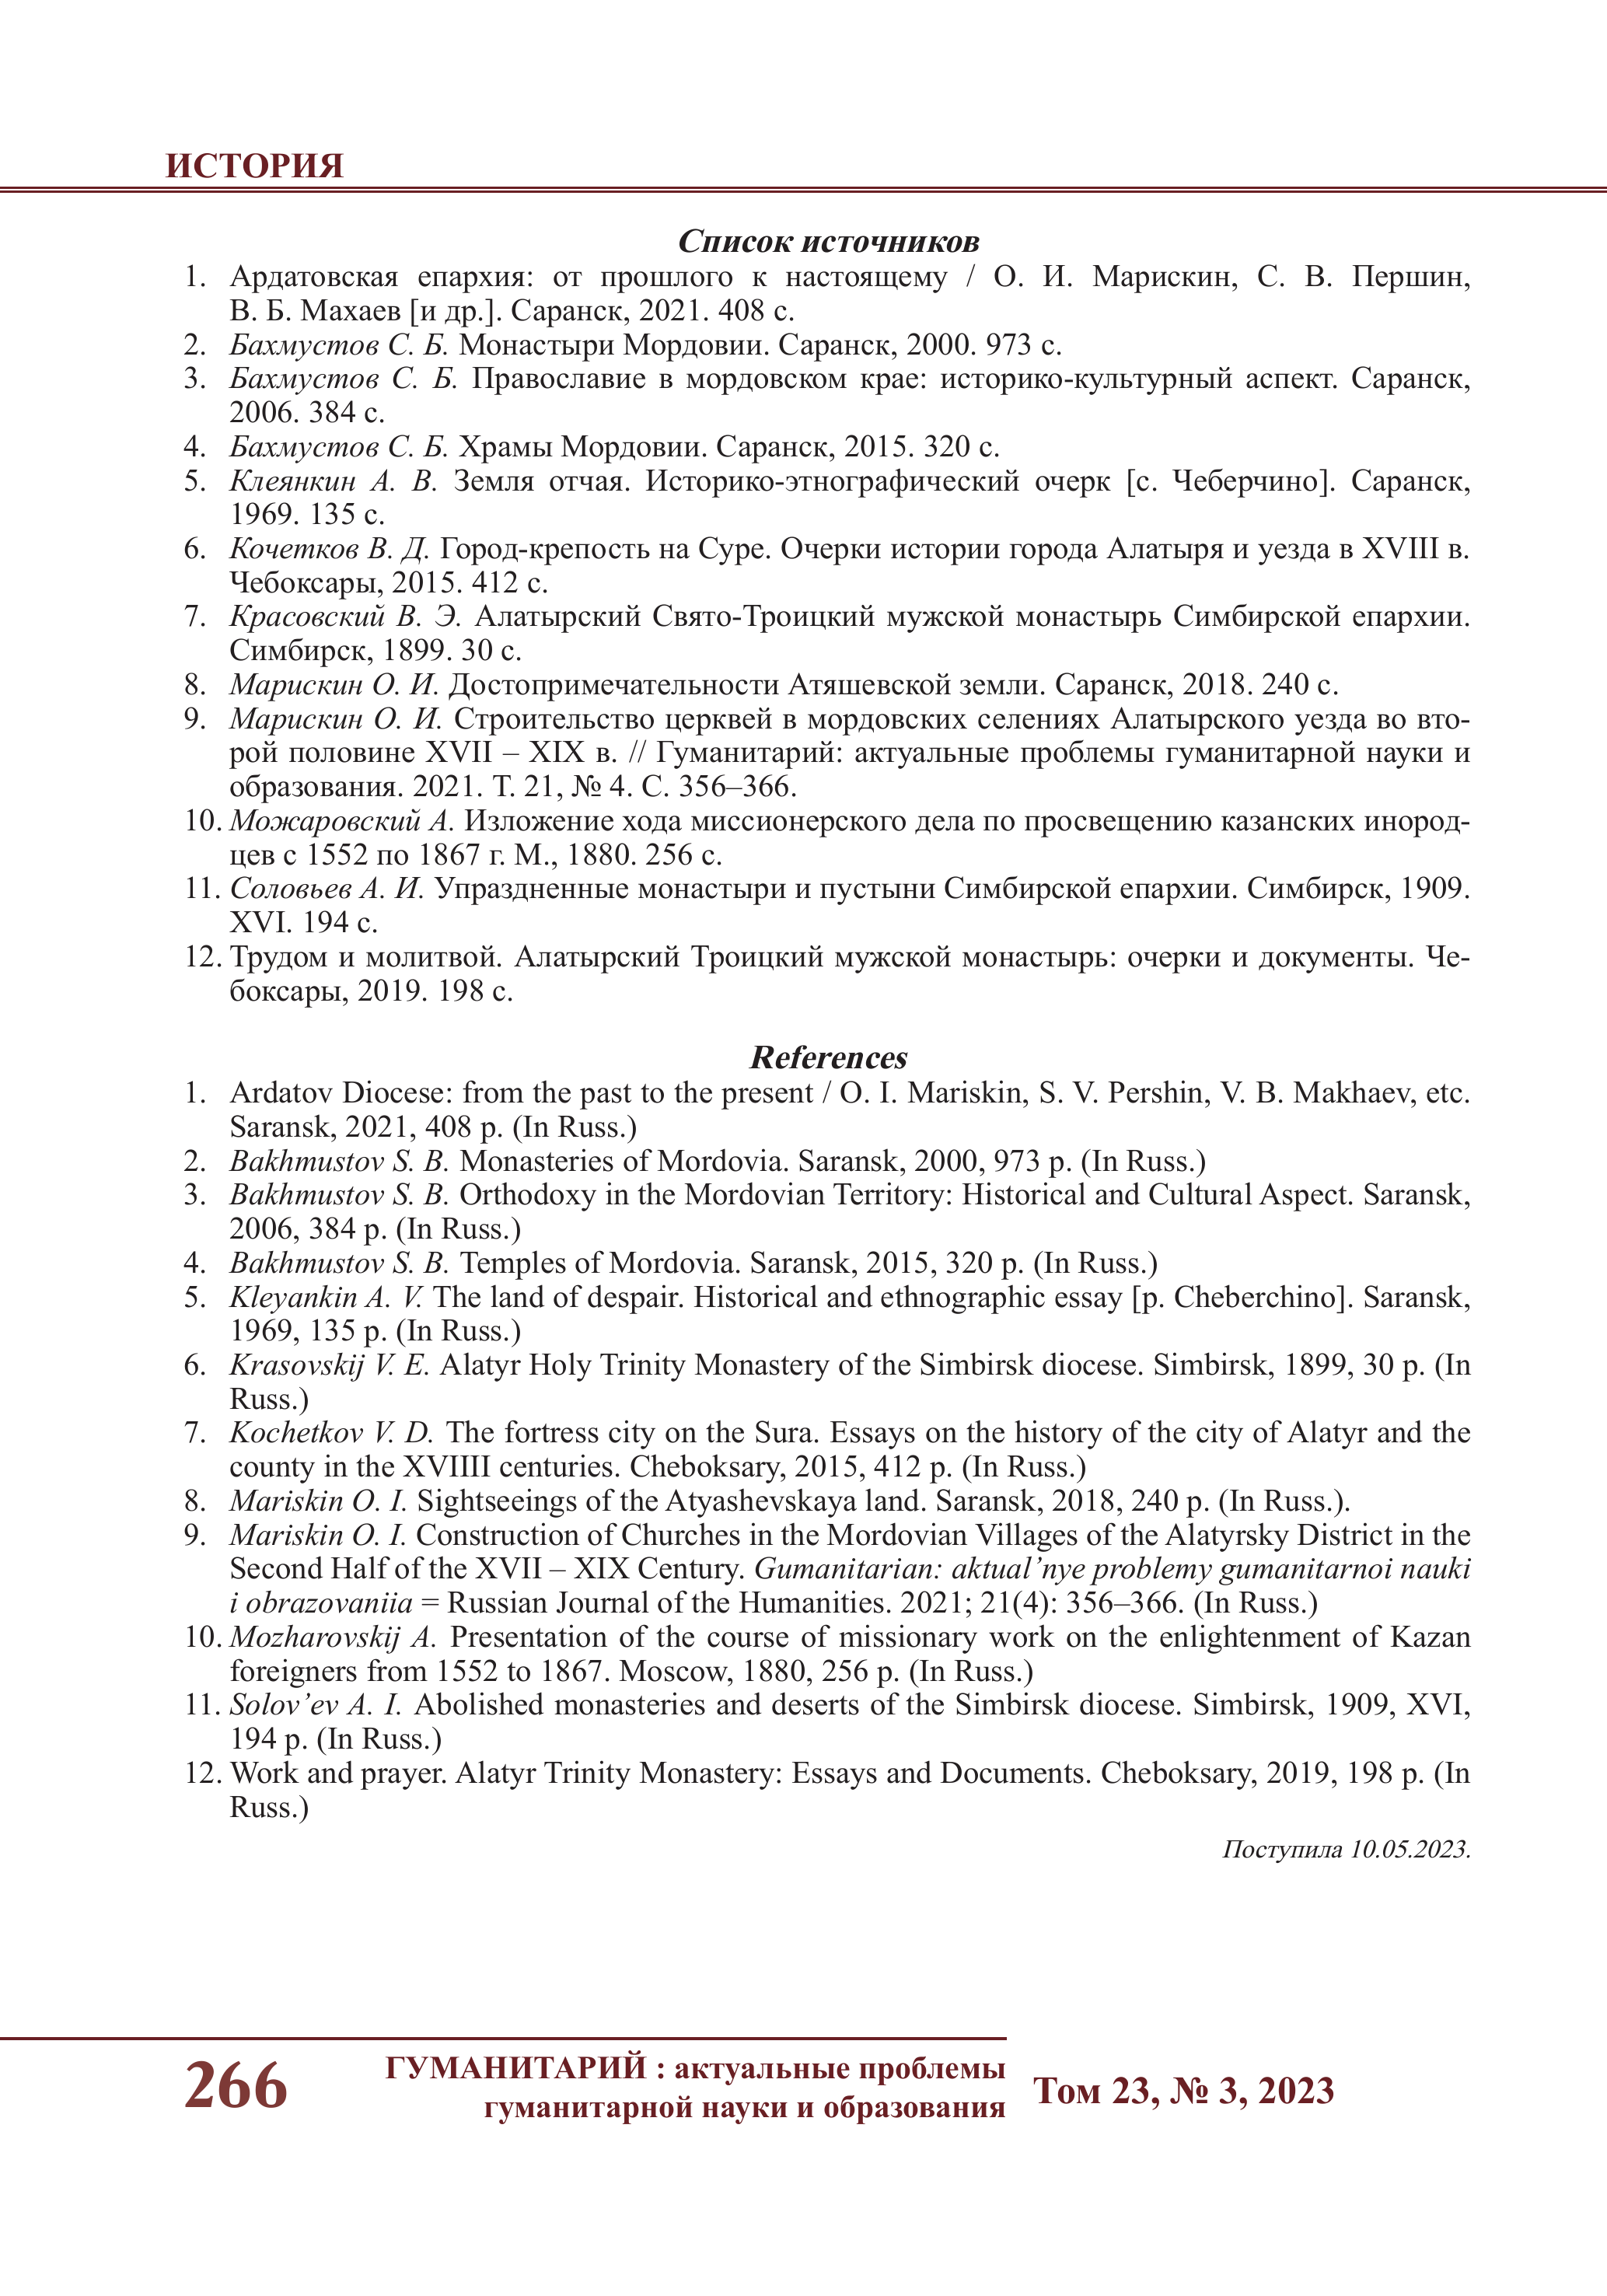 ИСТОРИЯ
Список источников
1. Ардатовская епархия: от прошлого к настоящему / О. И. Марискин, С. В. Першин,
В. Б. Махаев [и др.]. Саранск, 2021. 408 с.
2. Бахмустов С. Б. Монастыри Мордовии. Саранск, 2000. 973 с.
3. Бахмустов С. Б. Православие в мордовском крае: историко-культурный аспект. Саранск,
2006. 384 с.
4. Бахмустов С. Б. Храмы Мордовии. Саранск, 2015. 320 с.
5. Клеянкин А. В. Земля отчая. Историко-этнографический очерк [с. Чеберчино]. Саранск,
1969. 135 с.
6. Кочетков В. Д. Город-крепость на Суре. Очерки истории города Алатыря и уезда в XVIII в.
Чебоксары, 2015. 412 с.
7. Красовский В. Э. Алатырский Свято-Троицкий мужской монастырь Симбирской епархии.
Симбирск, 1899. 30 с.
8. Марискин О. И. Достопримечательности Атяшевской земли. Саранск, 2018. 240 с.
9. Марискин О. И. Строительство церквей в мордовских селениях Алатырского уезда во вто-
рой половине XVII – XIX в. // Гуманитарий: актуальные проблемы гуманитарной науки и
образования. 2021. Т. 21, № 4. С. 356–366.
10. Можаровский А. Изложение хода миссионерского дела по просвещению казанских инород-
цев с 1552 по 1867 г. М., 1880. 256 с.
11. Соловьев А. И. Упраздненные монастыри и пустыни Симбирской епархии. Симбирск, 1909.
XVI. 194 с.
12. Трудом и молитвой. Алатырский Троицкий мужской монастырь: очерки и документы. Че-
боксары, 2019. 198 с.
References
1. Ardatov Diocese: from the past to the present / O. I. Mariskin, S. V. Pershin, V. B. Makhaev, etc.
Saransk, 2021, 408 p. (In Russ.)
2. Bakhmustov S. B. Monasteries of Mordovia. Saransk, 2000, 973 p. (In Russ.)
3. Bakhmustov S. B. Orthodoxy in the Mordovian Territory: Historical and Cultural Aspect. Saransk,
2006, 384 p. (In Russ.)
4. Bakhmustov S. B. Temples of Mordovia. Saransk, 2015, 320 p. (In Russ.)
5. Kleyankin A. V. The land of despair. Historical and ethnographic essay [p. Cheberchino]. Saransk,
1969, 135 p. (In Russ.)
6. Krasovskij V. E. Alatyr Holy Trinity Monastery of the Simbirsk diocese. Simbirsk, 1899, 30 p. (In
Russ.)
7. Kochetkov V. D. The fortress city on the Sura. Essays on the history of the city of Alatyr and the
county in the XVIIII centuries. Cheboksary, 2015, 412 p. (In Russ.)
8. Mariskin O. I. Sightseeings of the Atyashevskaya land. Saransk, 2018, 240 p. (In Russ.).
9. Mariskin O. I. Construction of Churches in the Mordovian Villages of the Alatyrsky District in the
Second Half of the XVII – XIX Century. Gumanitarian: aktual’nye problemy gumanitarnoi nauki
i obrazovaniia = Russian Journal of the Humanities. 2021; 21(4): 356–366. (In Russ.)
10. Mozharovskij A. Presentation of the course of missionary work on the enlightenment of Kazan
foreigners from 1552 to 1867. Moscow, 1880, 256 p. (In Russ.)
11. Solov’ev A. I. Abolished monasteries and deserts of the Simbirsk diocese. Simbirsk, 1909, XVI,
194 p. (In Russ.)
12. Work and prayer. Alatyr Trinity Monastery: Essays and Documents. Cheboksary, 2019, 198 p. (In
Russ.)
Поступила 10.05.2023.
266
ГУМАНИТАРИЙ : актуальные проблемы
гуманитарной науки и образования
Том 23, № 3, 2023